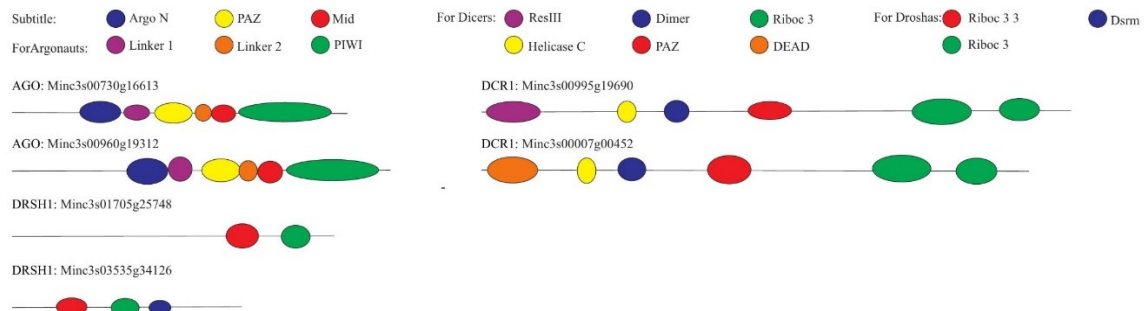 Subtitle: Argo N PAZ Mid For Dicers: ResIII Dimer Riboc 3 For Droshas: Riboc 3 3 Dsrm
ForArgonauts: Linker 1 Linker 2 PIWI Helicase C PAZ DEAD Riboc 3
AGO: Minc3s00730g16613
AGO: Minc3s00960g19312
DRSH1: Minc3s01705g25748
DRSH1: Minc3s03535g34126
DCR1: Minc3s00995g19690
DCR1: Minc3s00007g00452